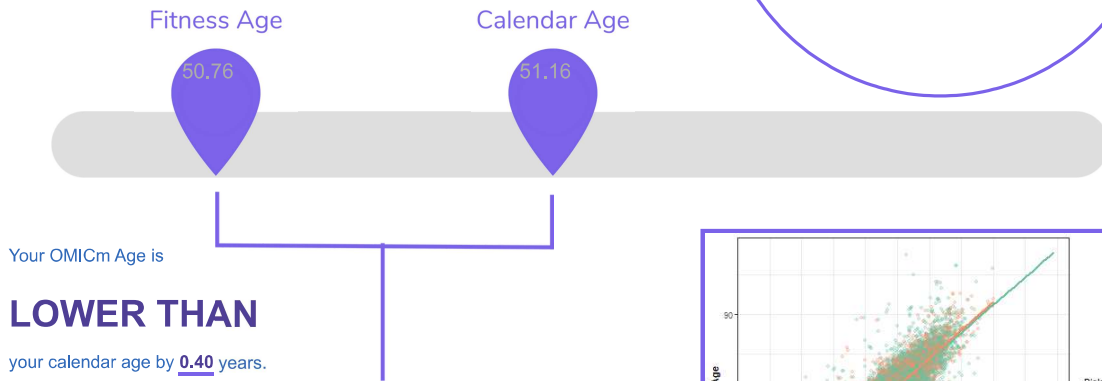 Fitness Age
Calendar Age
50.76
51.16
Your OMICm Age is
LOWER THAN
your calendar age by 0.40 years.
90
Age